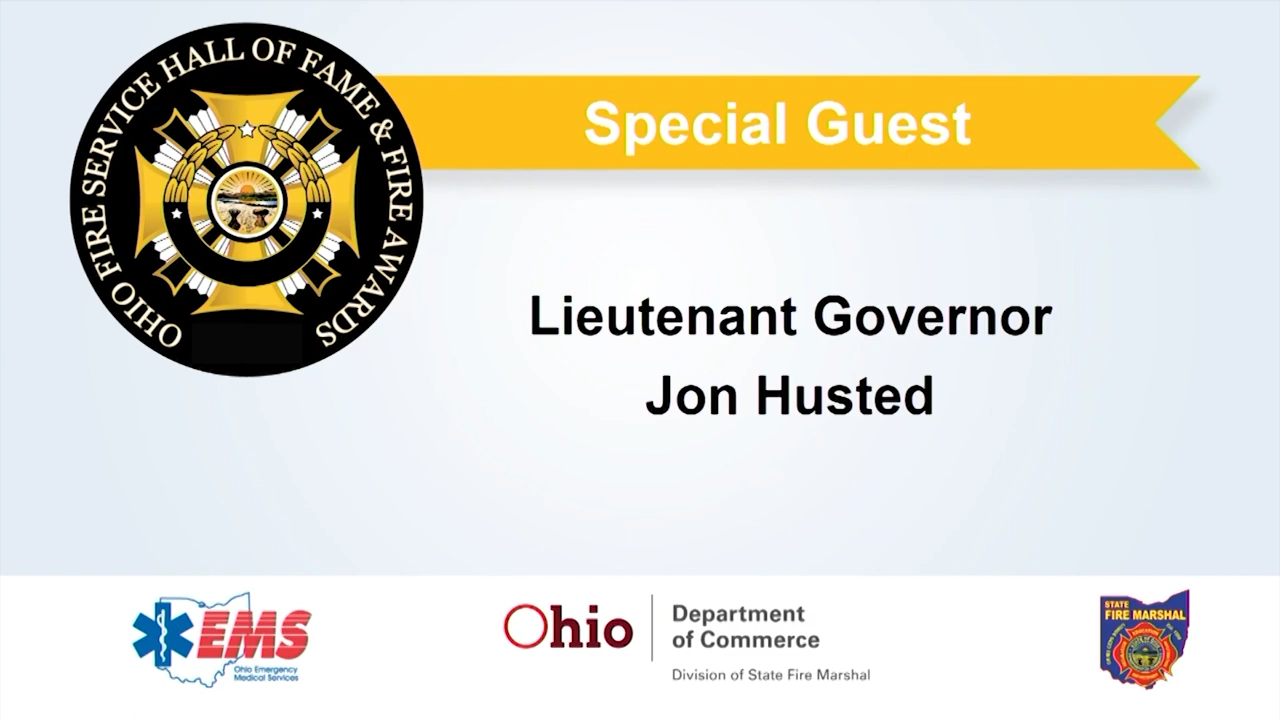 OHIO FIRE SERVICE HALL OF FAME & FIRE AWARDS
Special Guest
Lieutenant Governor
Jon Husted
EMS
Ohio Emergency
Medical Services
Ohio
Department
of Commerce
Division of State Fire Marshal
STATE
FIRE MARSHAL